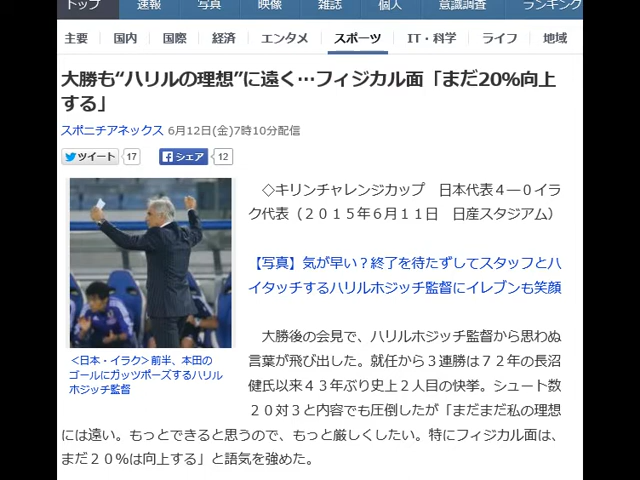 トップ 速報 写真 映像 雑誌 個人 意識調査 ランキング
主要 国内 国際 経済 エンタメ スポーツ IT・科学 ライフ 地域
大勝も“ハリルの理想”に遠く…フィジカル面「まだ20%向上
する」
スポニチアネックス 6月12日(金)7時10分配信
ツイート 17 シェア 12
◇キリンチャレンジカップ 日本代表4―0イラ
ク代表(2015年6月11日 日産スタジアム)
【写真】気が早い?終了を待たずしてスタッフとハ
イタッチするハリルホジッチ監督にイレブンも笑顔
<日本・イラク>前半、本田の
ゴールにガッツポーズするハリル
ホジッチ監督
大勝後の会見で、ハリルホジッチ監督から思わぬ
言葉が飛び出した。就任から3連勝は72年の長沼
健氏以来43年ぶり史上2人目の快挙。シュート数
20対3と内容でも圧倒したが「まだまだ私の理想
には遠い。もっとできると思うので、もっと厳しくしたい。特にフィジカル面は、
まだ20%は向上する」と語気を強めた。